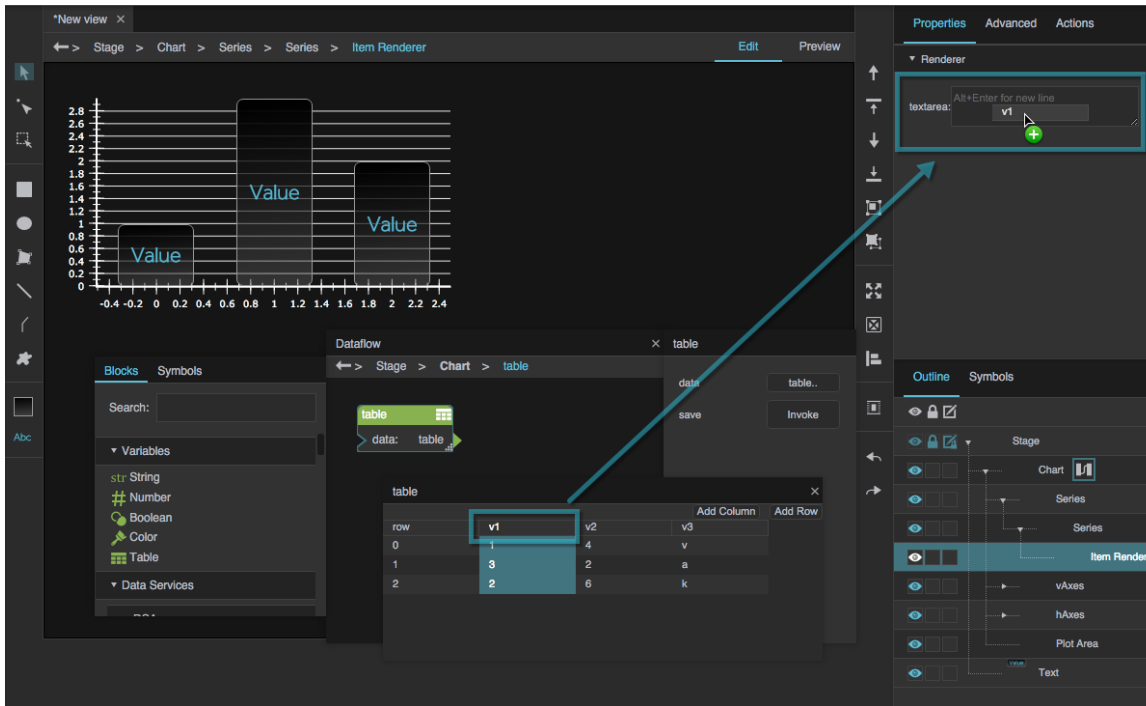 *New view ×
Stage > Chart > Series > Series > Item Renderer
Edit Preview
2.8
2.6
2.4
2.2
2
1.8
1.6
1.4
1.2
1
0.8
0.6
0.4
0.2
0
Value
Value
Value
-0.4 -0.2 0 0.2 0.4 0.6 0.8 1 1.2 1.4 1.6 1.8 2 2.2 2.4
Abc
Blocks Symbols
Search:
Variables
str String
# Number
Boolean
Color
Table
Data Services
Dataflow ×
Stage > Chart > table
table
data: table
table
data table..
save Invoke
table ×
Add Column Add Row
row v1 v2 v3
0 1 4 v
1 3 2 a
2 2 6 k
Properties Advanced Actions
Renderer
textarea: Alt+Enter for new line
v1
Outline Symbols
Stage
Chart
Series
Series
Item Render
vAxes
hAxes
Plot Area
Value
Text